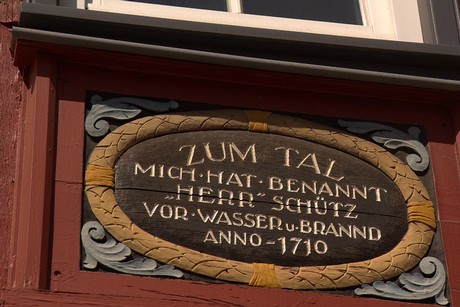 ZUM TAL
MICH·HAT·BENANNT
"HERR" SCHÜTZ
VOR·WASSER u·BRANND
ANNO-1710